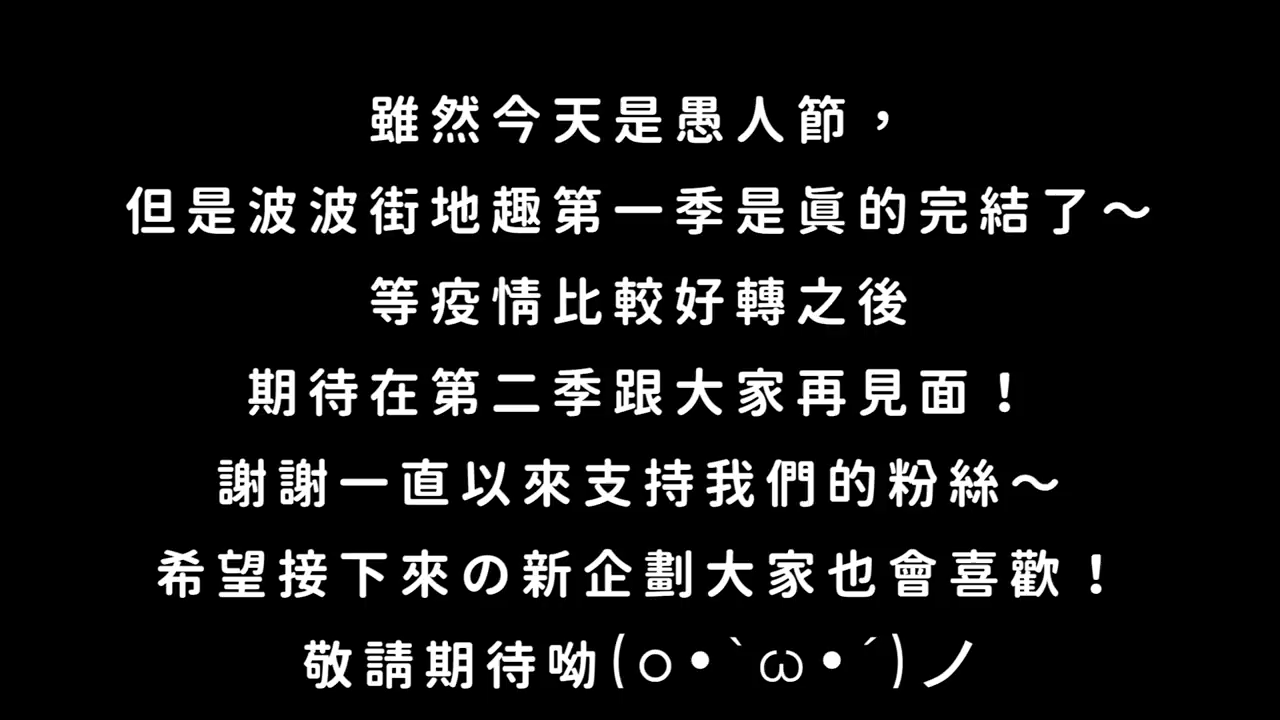 雖然今天是愚人節，
但是波波街地趣第一季是真的完結了～
等疫情比較好轉之後
期待在第二季跟大家再見面！
謝謝一直以來支持我們的粉絲～
希望接下來の新企劃大家也會喜歡！
敬請期待呦(o•`ω•´)ノ